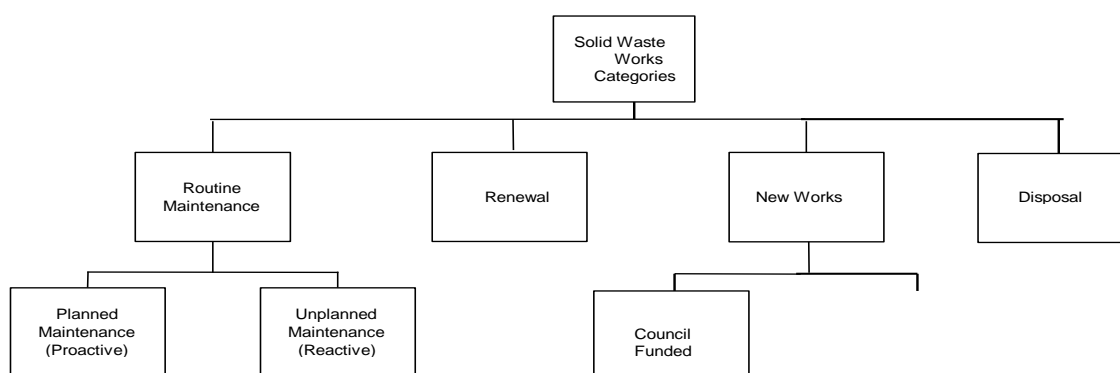 Solid Waste
Works
Categories
Routine
Maintenance
Renewal
New Works
Disposal
Planned
Maintenance
(Proactive)
Unplanned
Maintenance
(Reactive)
Council
Funded